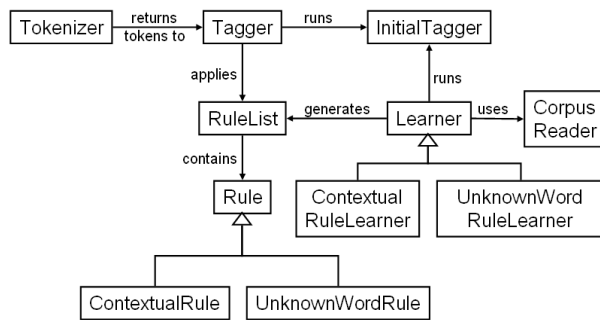 Tokenizer
returns
tokens to
Tagger
runs
InitialTagger
applies
runs
RuleList
generates
Learner
uses
Corpus
Reader
contains
Rule
Contextual
RuleLearner
UnknownWord
RuleLearner
ContextualRule
UnknownWordRule